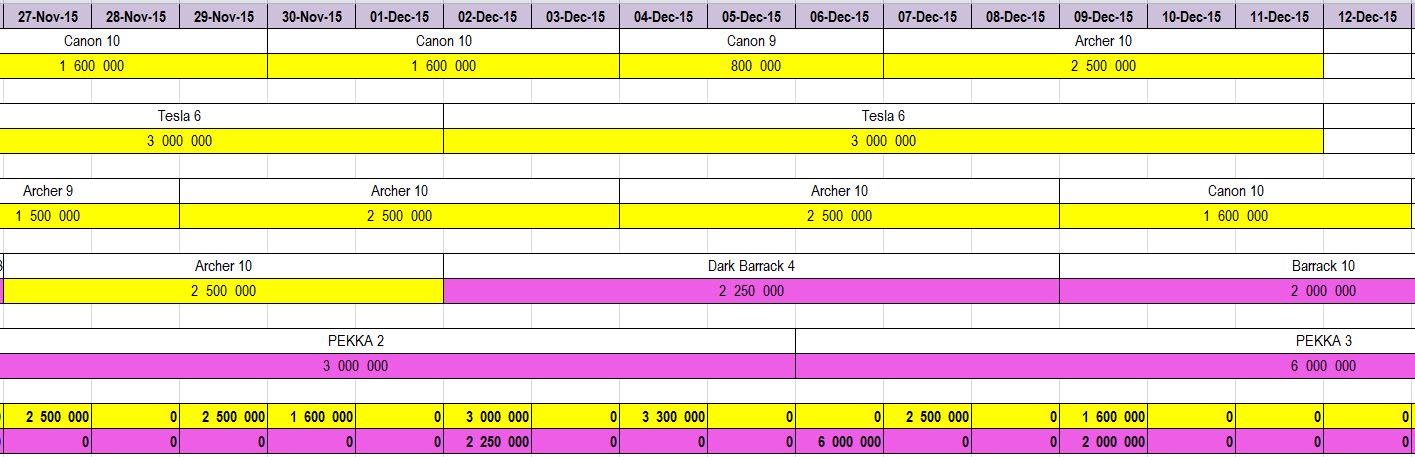 27-Nov-15 28-Nov-15 29-Nov-15 30-Nov-15 01-Dec-15 02-Dec-15 03-Dec-15 04-Dec-15 05-Dec-15 06-Dec-15 07-Dec-15 08-Dec-15 09-Dec-15 10-Dec-15 11-Dec-15 12-Dec-15
Canon 10 Canon 10 Canon 9 Archer 10
1 600 000 1 600 000 800 000 2 500 000
Tesla 6 Tesla 6
3 000 000 3 000 000
Archer 9 Archer 10 Archer 10 Canon 10
1 500 000 2 500 000 2 500 000 1 600 000
Archer 10 Dark Barrack 4 Barrack 10
2 500 000 2 250 000 2 000 000
PEKKA 2 PEKKA 3
3 000 000 6 000 000
2 500 000 0 2 500 000 1 600 000 0 3 000 000 0 3 300 000 0 0 2 500 000 0 1 600 000 0 0 0
0 0 0 0 0 2 250 000 0 0 0 6 000 000 0 0 2 000 000 0 0 0